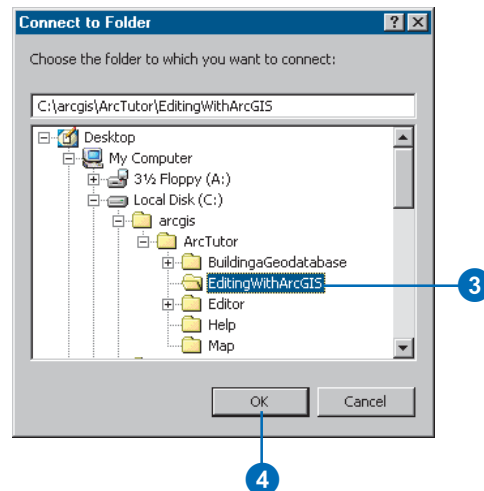 Connect to Folder
Choose the folder to which you want to connect:
C:\arcgis\ArcTutor\EditingWithArcGIS
Desktop
My Computer
3½ Floppy (A:)
Local Disk (C:)
arcgis
ArcTutor
BuildingaGeodatabase
EditingWithArcGIS
3
Editor
Help
Map
OK
Cancel
4